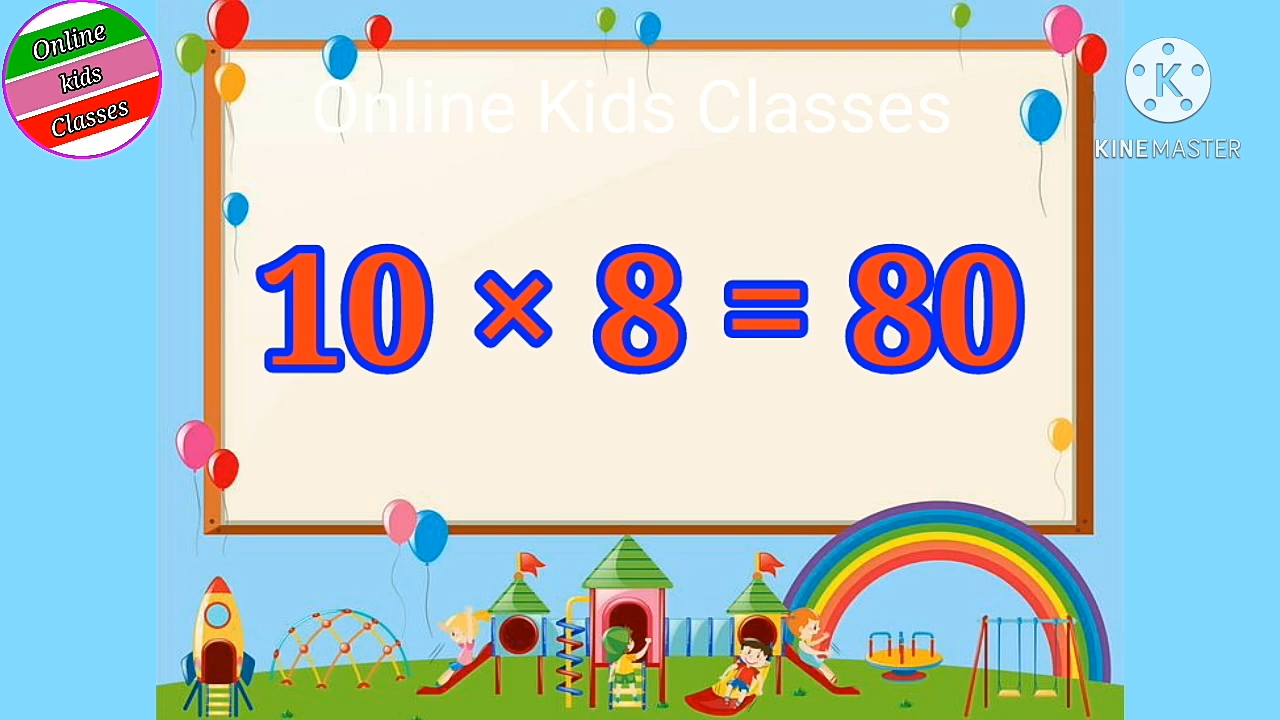 Online
kids
Classes
Online Kids Classes
K
KINEMASTER
10 × 8 = 80